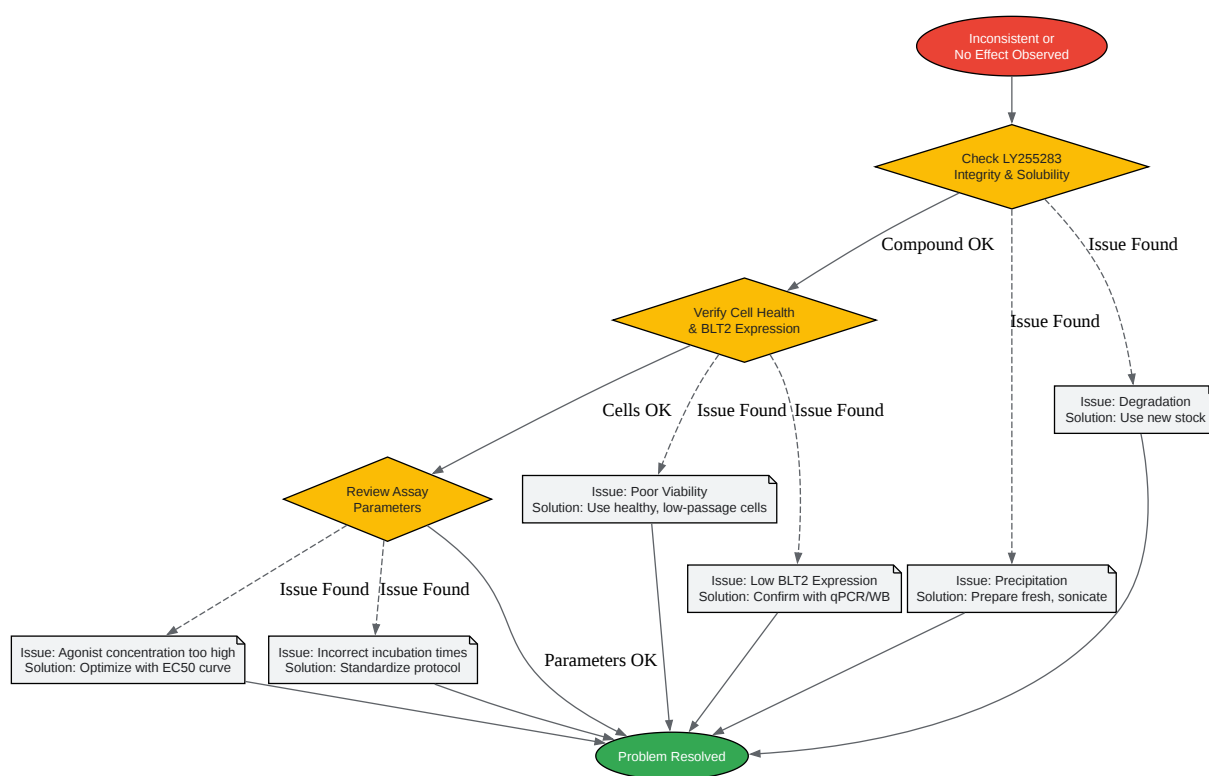 Inconsistent or
No Effect Observed
Check LY255283
Integrity & Solubility
Compound OK
Issue Found
Issue Found
Verify Cell Health
& BLT2 Expression
Issue: Degradation
Solution: Use new stock
Cells OK
Issue Found
Issue Found
Review Assay
Parameters
Issue: Poor Viability
Solution: Use healthy, low-passage cells
Issue: Low BLT2 Expression
Solution: Confirm with qPCR/WB
Issue: Precipitation
Solution: Prepare fresh, sonicate
Issue Found
Issue Found
Issue: Agonist concentration too high
Solution: Optimize with EC50 curve
Issue: Incorrect incubation times
Solution: Standardize protocol
Parameters OK
Problem Resolved